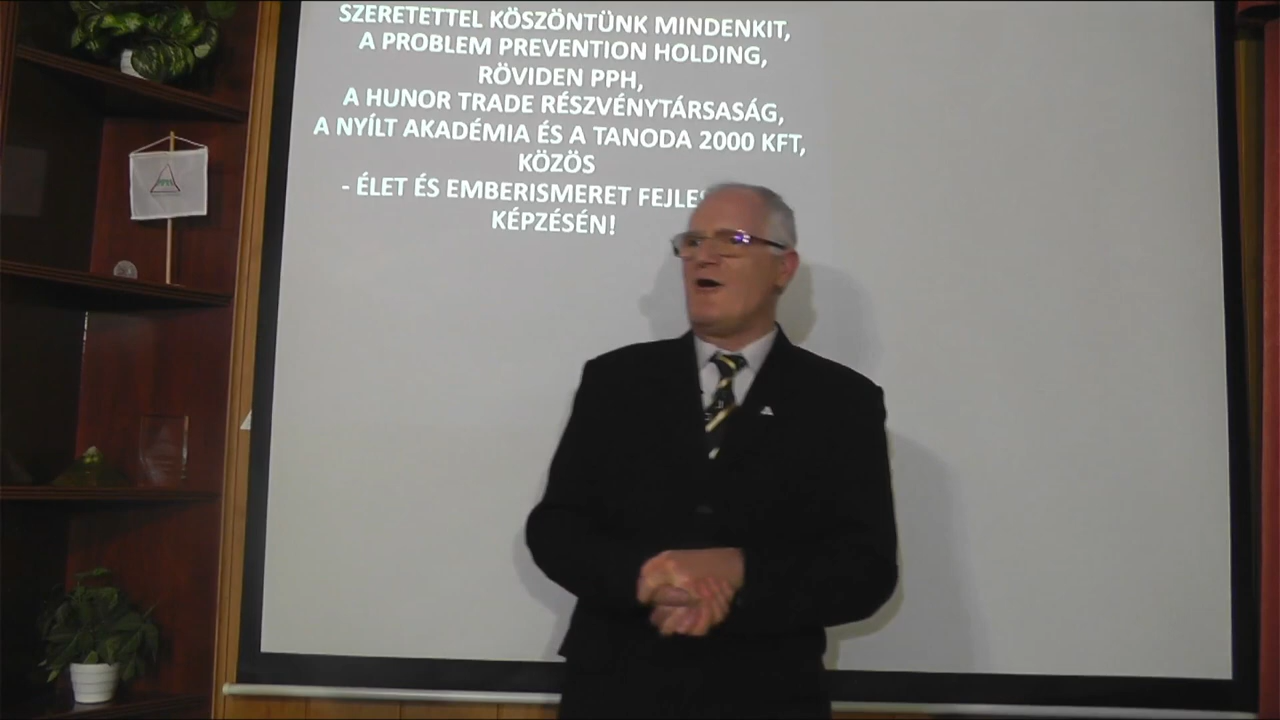 SZERETETTEL KÖSZÖNTÜNK MINDENKIT,
A PROBLEM PREVENTION HOLDING,
RÖVIDEN PPH,
A HUNOR TRADE RÉSZVÉNYTÁRSASÁG,
A NYÍLT AKADÉMIA ÉS A TANODA 2000 KFT,
KÖZÖS
- ÉLET ÉS EMBERISMERET
KÉPZÉSÉN!